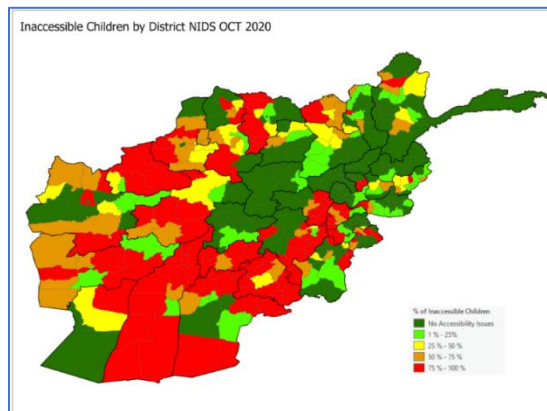 Inaccessible Children by District NIDS OCT 2020
% of Inaccessible Children
No Accessibility Issues
1 % - 25%
25 % - 50 %
50 % - 75 %
75 % - 100 %